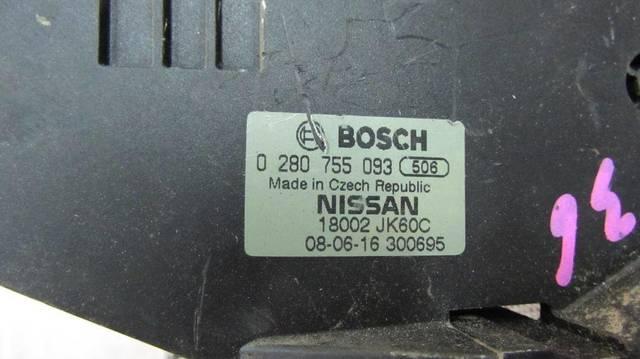 BOSCH
0 280 755 093 506
Made in Czech Republic
NISSAN
18002 JK60C
08-06-16 300695